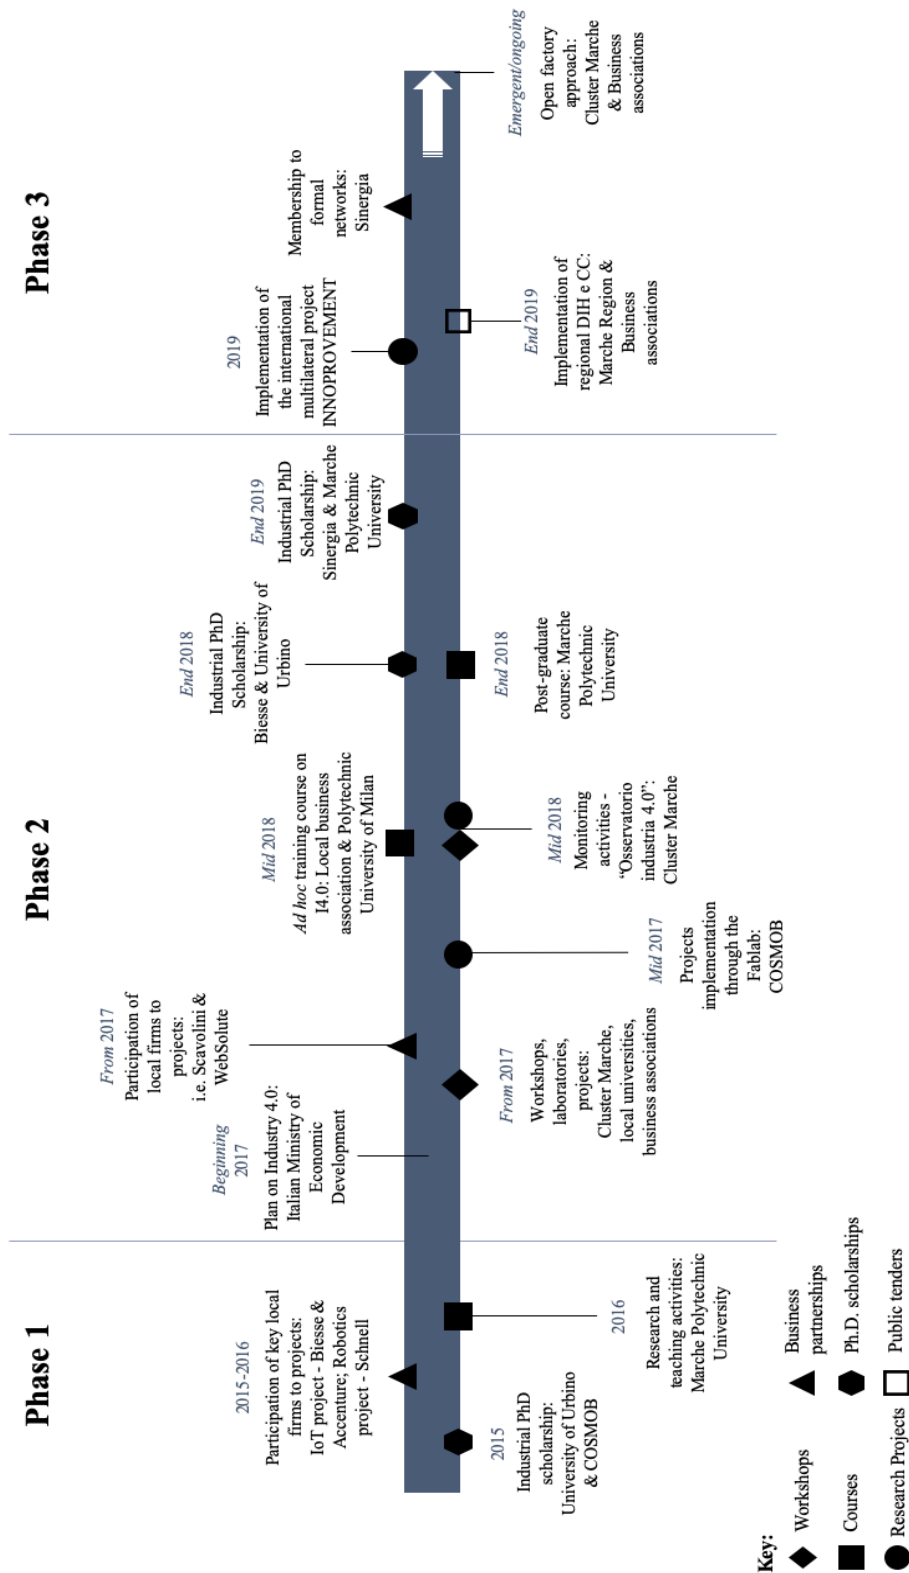 Phase 1
Phase 2
Phase 3
2015-2016
Participation of key local
firms to projects:
IoT project - Biesse &
Accenture; Robotics
project - Schnell
Beginning
2017
Plan on Industry 4.0:
Italian Ministry of
Economic
Development
From 2017
Participation of
local firms to
projects:
i.e. Scavolini &
WebSolute
Mid 2018
Ad hoc training course on
I4.0: Local business
association & Polytechnic
University of Milan
End 2018
Industrial PhD
Scholarship:
Biesse & University of
Urbino
End 2019
Industrial PhD
Scholarship:
Sinergia & Marche
Polytechnic
University
2019
Implementation of
the international
multilateral project
INNOPROVEMENT
Membership to
formal
networks:
Sinergia
2015
Industrial PhD
scholarship:
University of Urbino
& COSMOB
2016
Research and
teaching activities:
Marche Polytechnic
University
From 2017
Workshops,
laboratories,
projects:
Cluster Marche,
local universities,
business associations
Mid 2017
Projects
implementation
through the
Fablab:
COSMOB
Mid 2018
Monitoring
activities -
“Osservatorio
industria 4.0”:
Cluster Marche
End 2018
Post-graduate
course: Marche
Polytechnic
University
End 2019
Implementation of
regional DIH e CC:
Marche Region &
Business
associations
Emergent/ongoing
Open factory
approach:
Cluster Marche
& Business
associations
Key:
Workshops
Business
partnerships
Courses
Ph.D. scholarships
Research Projects
Public tenders